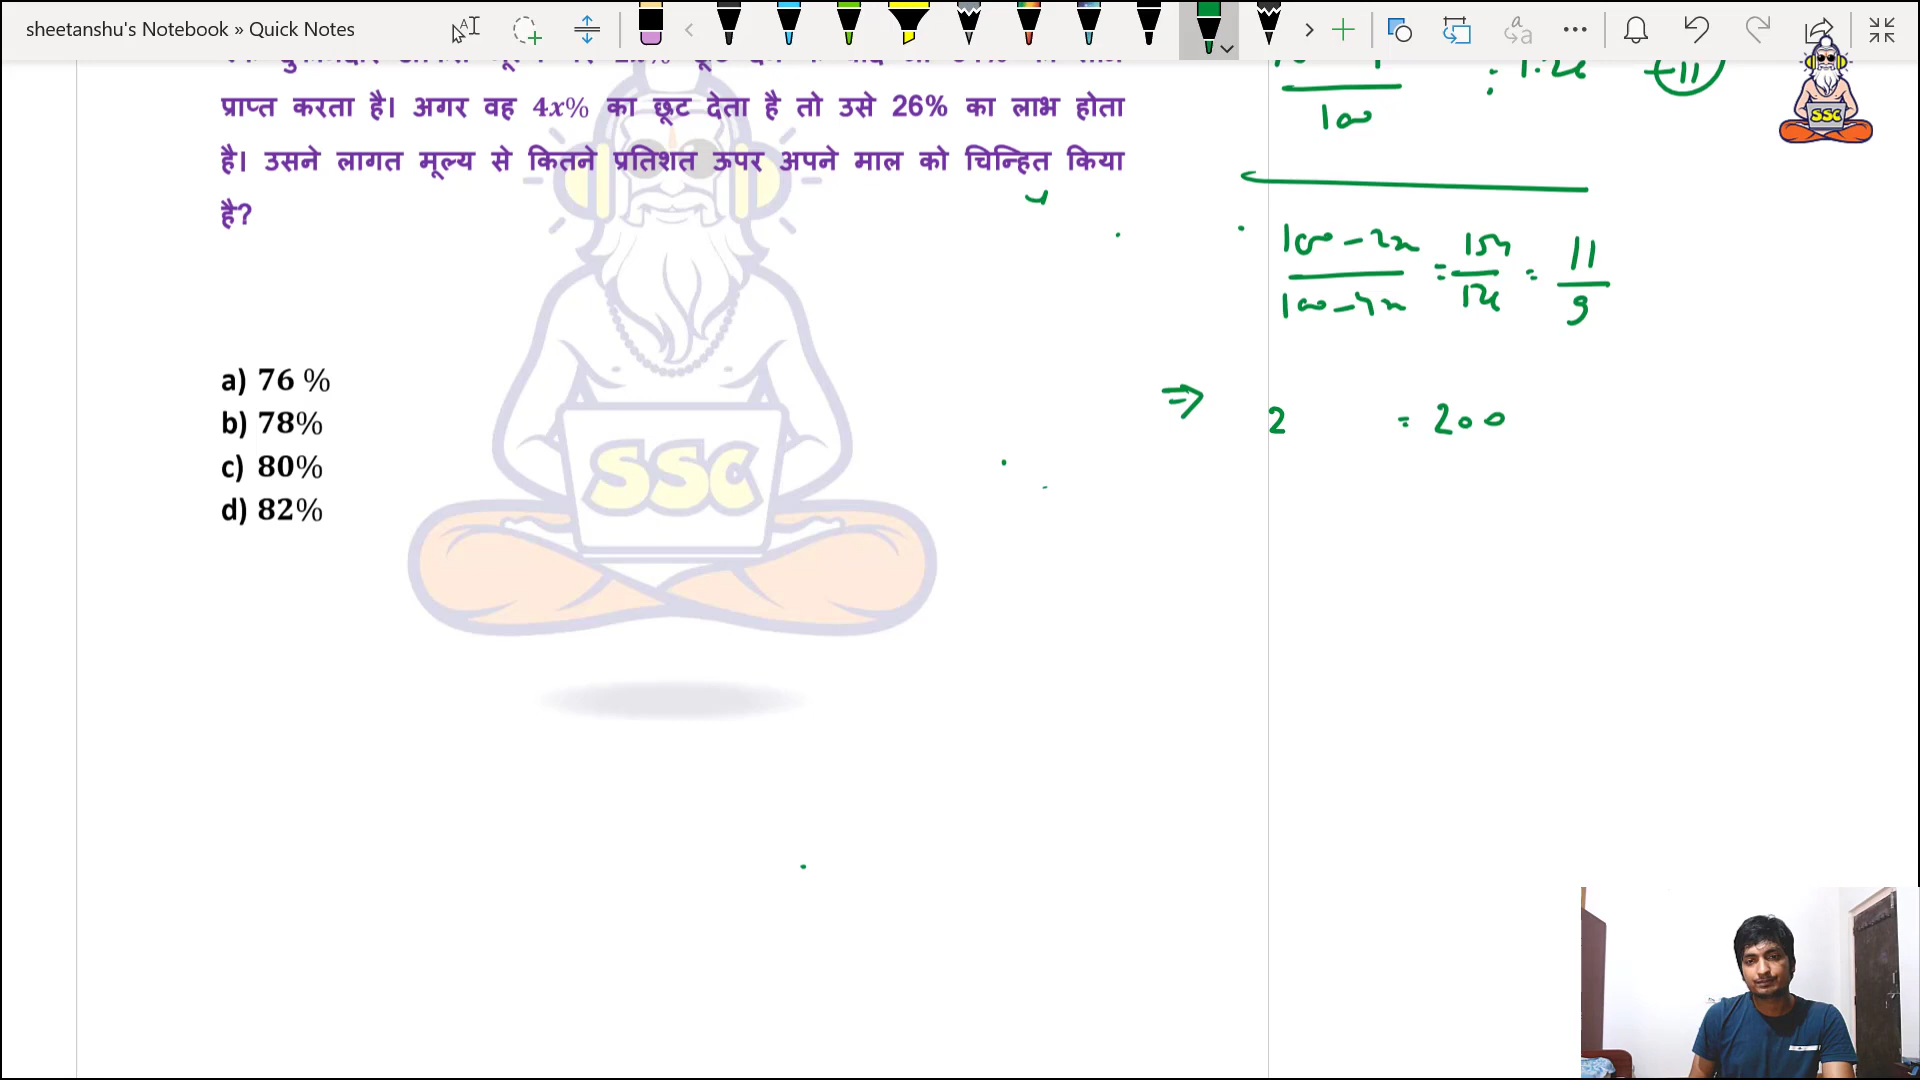 sheetanshu's Notebook » Quick Notes
प्राप्त करता है। अगर वह 4x% का छूट देता है तो उसे 26% का लाभ होता
है। उसने लागत मूल्य से कितने प्रतिशत ऊपर अपने माल को चिन्हित किया
है?
a) 76 %
b) 78%
c) 80%
d) 82%
SSC
SSC
100
100 - 2x / 100 - 4x = 154 / 126 = 11 / 9
⇒ 2 = 200